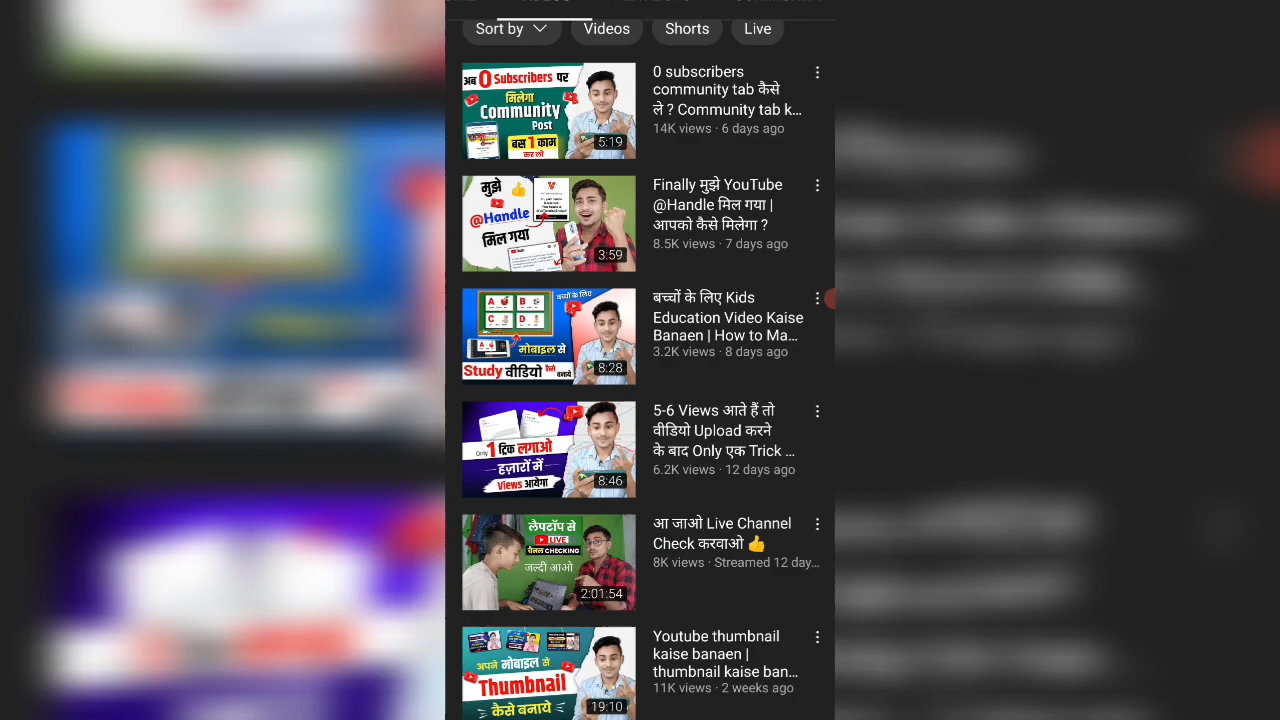 Sort by
Videos
Shorts
Live
अब 0 Subscribers पर
मिलेगा
Community
Post
बस 1 काम
कर लो
5:19
0 subscribers
community tab कैसे
ले ? Community tab k...
14K views · 6 days ago
मुझे
@Handle
मिल गया
3:59
Finally मुझे YouTube
@Handle मिल गया |
आपको कैसे मिलेगा ?
8.5K views · 7 days ago
बच्चों के लिए
A
B
C
D
मोबाइल से
Study वीडियो कैसे बनाये
8:28
बच्चों के लिए Kids
Education Video Kaise
Banaen | How to Ma...
3.2K views · 8 days ago
Only 1 ट्रिक लगाओ
हज़ारों में
Views आयेगा
8:46
5-6 Views आते हैं तो
वीडियो Upload करने
के बाद Only एक Trick ...
6.2K views · 12 days ago
लैपटॉप से
LIVE
चैनल CHECKING
जल्दी आओ
2:01:54
आ जाओ Live Channel
Check करवाओ 👍
8K views · Streamed 12 day...
अपने मोबाइल से
Thumbnail
कैसे बनाये
19:10
Youtube thumbnail
kaise banaen |
thumbnail kaise ban...
11K views · 2 weeks ago